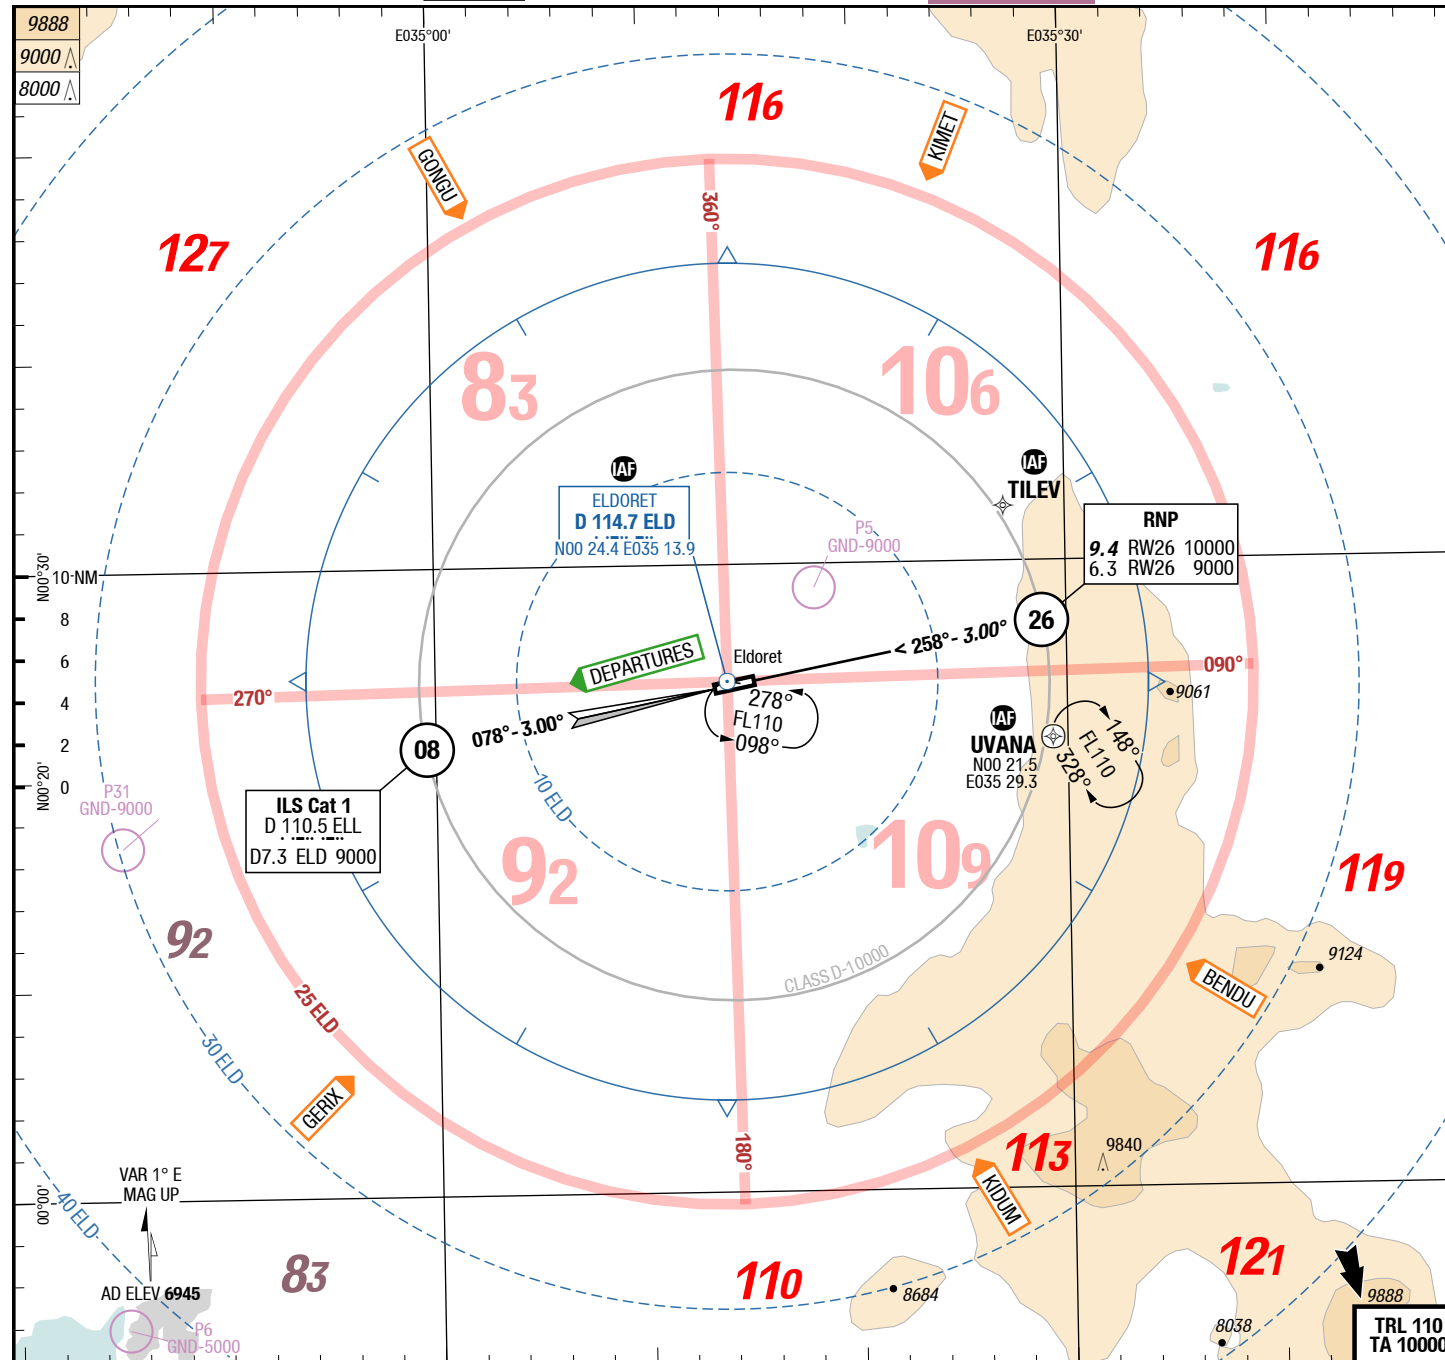 9888
9000
8000
E035°00'
E035°30'
116
KIMET
GONGU
127
116
360°
83
106
IAF
ELDORET
D 114.7 ELD
N00 24.4 E035 13.9
IAF
TILEV
P5
GND-9000
RNP
9.4 RW26 10000
6.3 RW26 9000
N00°30'
10 NM
8
6
4
2
0
N00°20'
26
< 258°- 3.00°
DEPARTURES
Eldoret
090°
270°
9061
278°
FL110
098°
078°- 3.00°
08
IAF
UVANA
N00 21.5
E035 29.3
148°
FL110
328°
P31
GND-9000
ILS Cat 1
D 110.5 ELL
D7.3 ELD 9000
10 ELD
92
109
119
92
CLASS D-10000
9124
BENDU
25 ELD
30 ELD
GERIX
180°
113
9840
KIDUM
VAR 1° E
MAG UP
00°00'
40 ELD
83
110
121
AD ELEV 6945
8684
9888
P6
GND-5000
8038
TRL 110
TA 10000